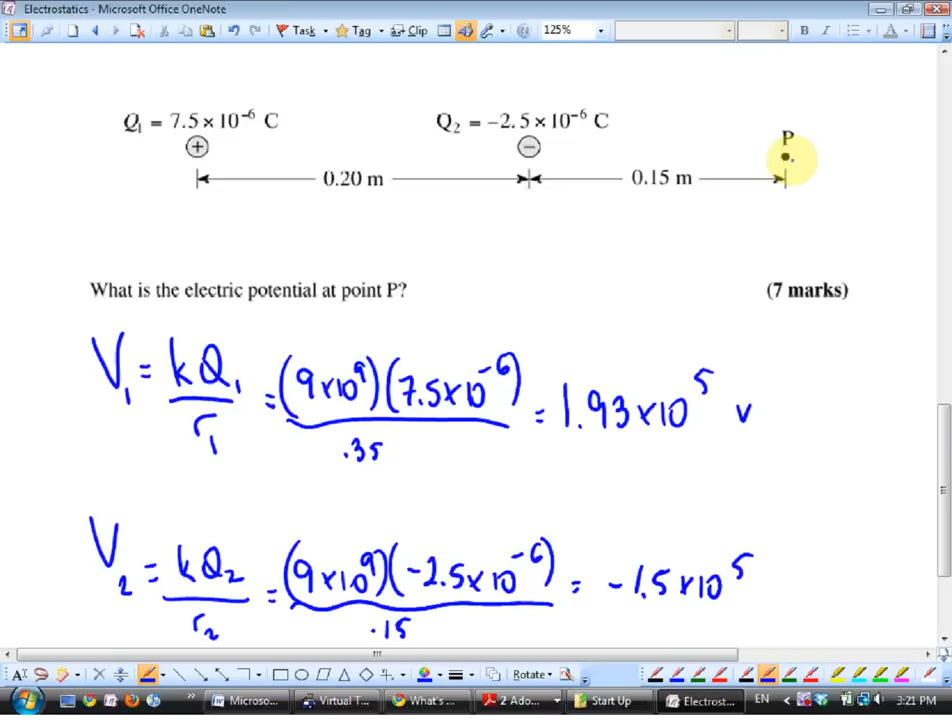 Electrostatics - Microsoft Office OneNote
Task Tag Clip 125% B I A
Q₁ = 7.5 × 10⁻⁶ C Q₂ = −2.5 × 10⁻⁶ C
+ − P
0.20 m 0.15 m
What is the electric potential at point P? (7 marks)
V₁ = kQ₁/r₁ = (9×10⁹)(7.5×10⁻⁶)/.35 = 1.93×10⁵ V
V₂ = kQ₂/r₂ = (9×10⁹)(-2.5×10⁻⁶)/.15 = -1.5×10⁵
Rotate
Microso... Virtual T... What's ... 2 Ado... Start Up Electrost... EN 3:21 PM